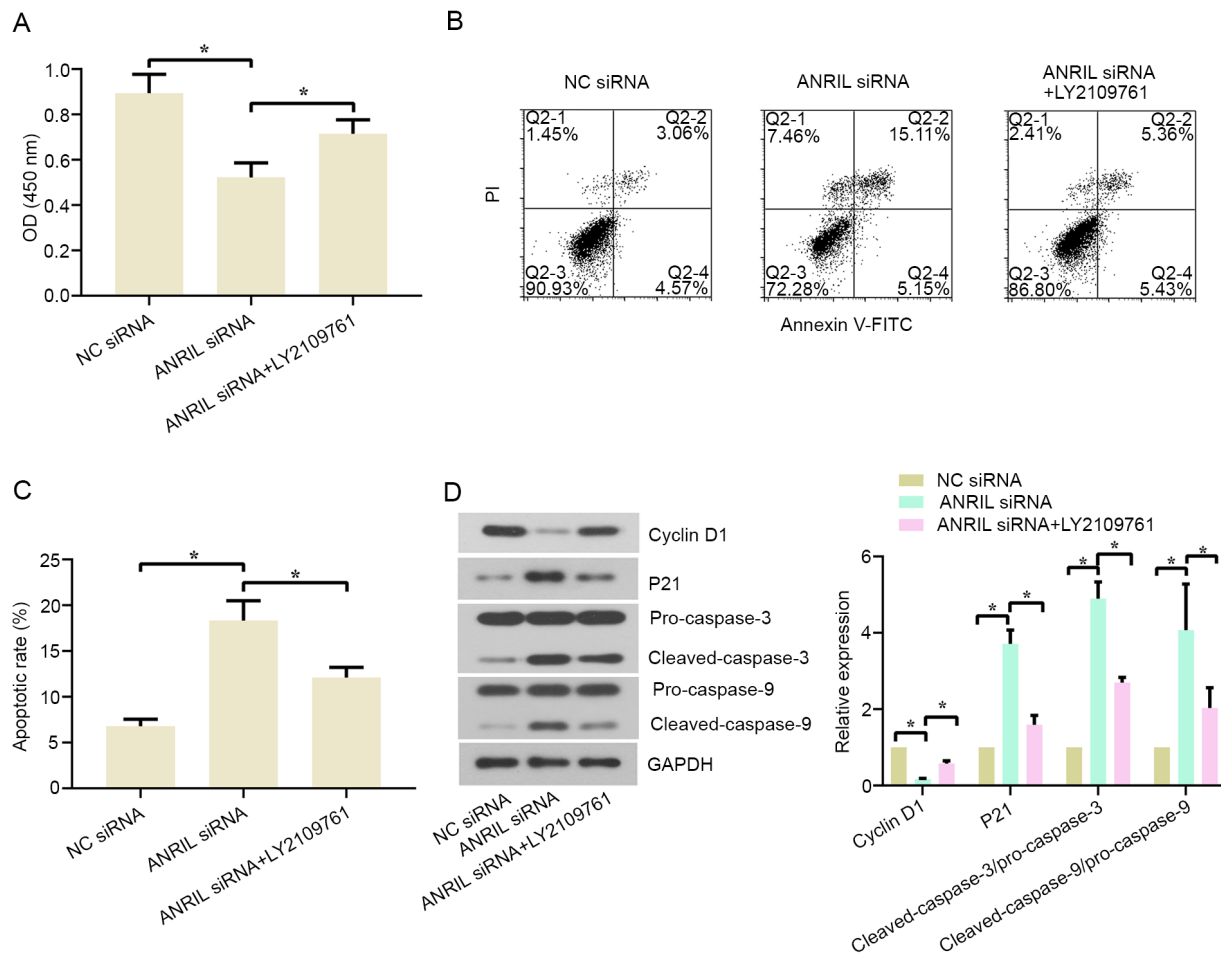 A
OD (450 nm)
1.0
0.8
0.6
0.4
0.2
0.0
*
*
NC siRNA
ANRIL siRNA
ANRIL siRNA+LY2109761
B
PI
NC siRNA
Q2-1
1.45%
Q2-2
3.06%
Q2-3
90.93%
Q2-4
4.57%
ANRIL siRNA
Q2-1
7.46%
Q2-2
15.11%
Q2-3
72.28%
Q2-4
5.15%
ANRIL siRNA
+LY2109761
Q2-1
2.41%
Q2-2
5.36%
Q2-3
86.80%
Q2-4
5.43%
Annexin V-FITC
C
Apoptotic rate (%)
25
20
15
10
5
0
*
*
NC siRNA
ANRIL siRNA
ANRIL siRNA+LY2109761
D
Cyclin D1
P21
Pro-caspase-3
Cleaved-caspase-3
Pro-caspase-9
Cleaved-caspase-9
GAPDH
NC siRNA
ANRIL siRNA
ANRIL siRNA+LY2109761
NC siRNA
ANRIL siRNA
ANRIL siRNA+LY2109761
Relative expression
6
4
2
0
*
*
*
*
*
*
*
*
Cyclin D1
P21
Cleaved-caspase-3/pro-caspase-3
Cleaved-caspase-9/pro-caspase-9